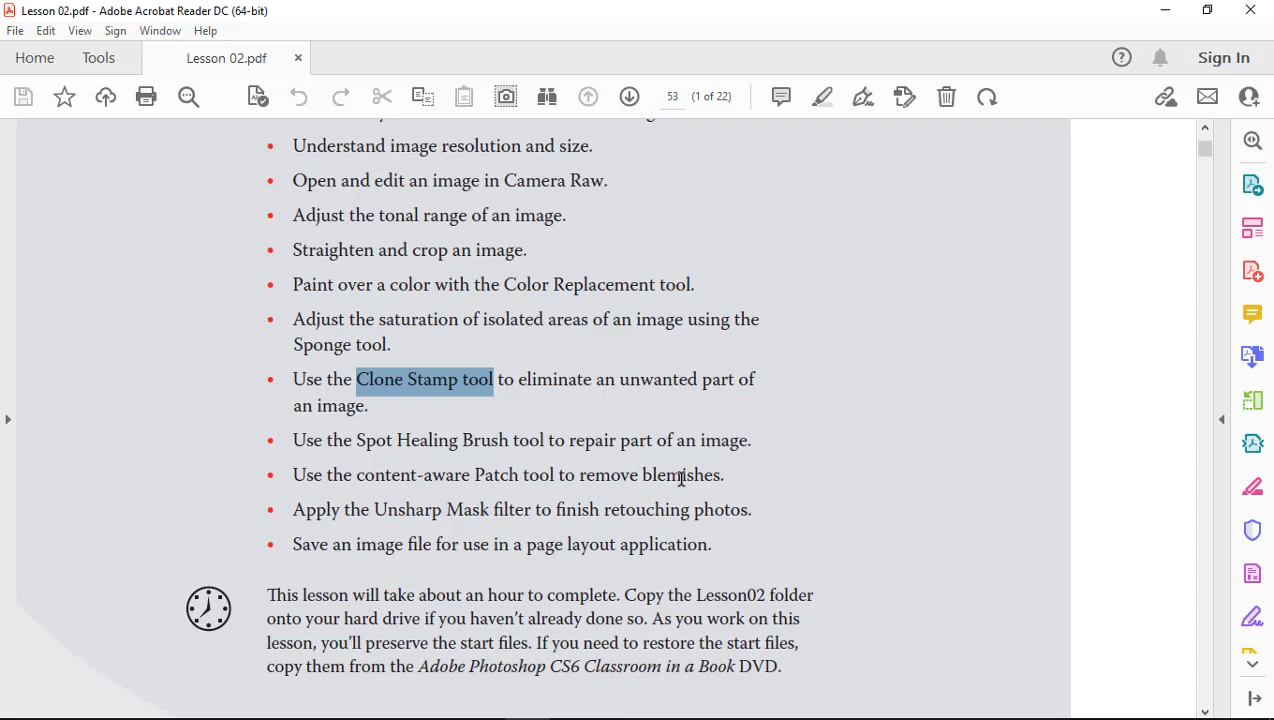 Lesson 02.pdf - Adobe Acrobat Reader DC (64-bit)
File Edit View Sign Window Help
Home Tools Lesson 02.pdf × Sign In
53 (1 of 22)
• Understand image resolution and size.
• Open and edit an image in Camera Raw.
• Adjust the tonal range of an image.
• Straighten and crop an image.
• Paint over a color with the Color Replacement tool.
• Adjust the saturation of isolated areas of an image using the
Sponge tool.
• Use the Clone Stamp tool to eliminate an unwanted part of
an image.
• Use the Spot Healing Brush tool to repair part of an image.
• Use the content-aware Patch tool to remove blemishes.
• Apply the Unsharp Mask filter to finish retouching photos.
• Save an image file for use in a page layout application.
This lesson will take about an hour to complete. Copy the Lesson02 folder
onto your hard drive if you haven’t already done so. As you work on this
lesson, you’ll preserve the start files. If you need to restore the start files,
copy them from the Adobe Photoshop CS6 Classroom in a Book DVD.